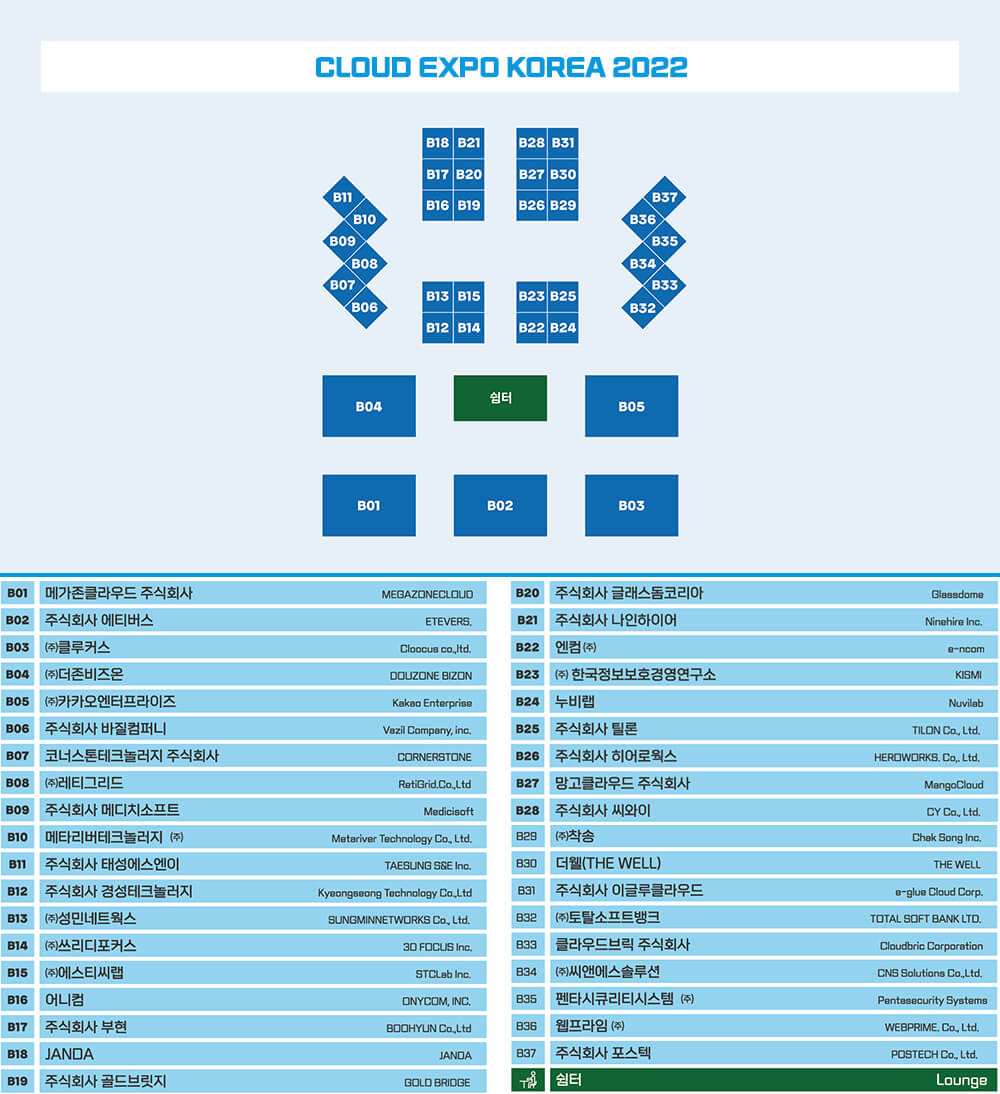 CLOUD EXPO KOREA 2022
B18 B21 B28 B31
B17 B20 B27 B30
B16 B19 B26 B29
B11 B37
B10 B36
B09 B35
B08 B34
B07 B33
B06 B32
B13 B15 B23 B25
B12 B14 B22 B24
B04 쉼터 B05
B01 B02 B03
B01 메가존클라우드 주식회사 MEGAZONECLOUD
B02 주식회사 에티버스 ETEVERS.
B03 ㈜클루커스 Cloocus co.,ltd.
B04 ㈜더존비즈온 DOUZONE BIZON
B05 ㈜카카오엔터프라이즈 Kakao Enterprise
B06 주식회사 바질컴퍼니 Vazil Company, inc.
B07 코너스톤테크놀러지 주식회사 CORNERSTONE
B08 ㈜레티그리드 RetiGrid.Co.,Ltd
B09 주식회사 메디치소프트 Medicisoft
B10 메타리버테크놀러지 ㈜ Metariver Technology Co., Ltd.
B11 주식회사 태성에스엔이 TAESUNG S&E Inc.
B12 주식회사 경성테크놀러지 Kyeongseong Technology Co.,Ltd
B13 ㈜성민네트웍스 SUNGMINNETWORKS Co., Ltd.
B14 ㈜쓰리디포커스 3D FOCUS Inc.
B15 ㈜에스티씨랩 STCLab Inc.
B16 어니컴 ONYCOM, INC.
B17 주식회사 부현 BOOHYUN Co.,Ltd
B18 JANDA JANDA
B19 주식회사 골드브릿지 GOLD BRIDGE
B20 주식회사 글래스돔코리아 Glassdome
B21 주식회사 나인하이어 Ninehire Inc.
B22 엔컴㈜ e-ncom
B23 ㈜ 한국정보보호경영연구소 KISMI
B24 누비랩 Nuvilab
B25 주식회사 틸론 TILON Co., Ltd.
B26 주식회사 히어로웍스 HEROWORKS. Co,. Ltd.
B27 망고클라우드 주식회사 MangoCloud
B28 주식회사 씨와이 CY Co., Ltd.
B29 ㈜착송 Chak Song Inc.
B30 더웰(THE WELL) THE WELL
B31 주식회사 이글루클라우드 e-glue Cloud Corp.
B32 ㈜토탈소프트뱅크 TOTAL SOFT BANK LTD.
B33 클라우드브릭 주식회사 Cloudbric Corporation
B34 ㈜씨앤에스솔루션 CNS Solutions Co.,Ltd.
B35 펜타시큐리티시스템 ㈜ Pentasecurity Systems
B36 웹프라임 ㈜ WEBPRIME. Co., Ltd.
B37 주식회사 포스텍 POSTECH Co., Ltd.
쉼터 Lounge